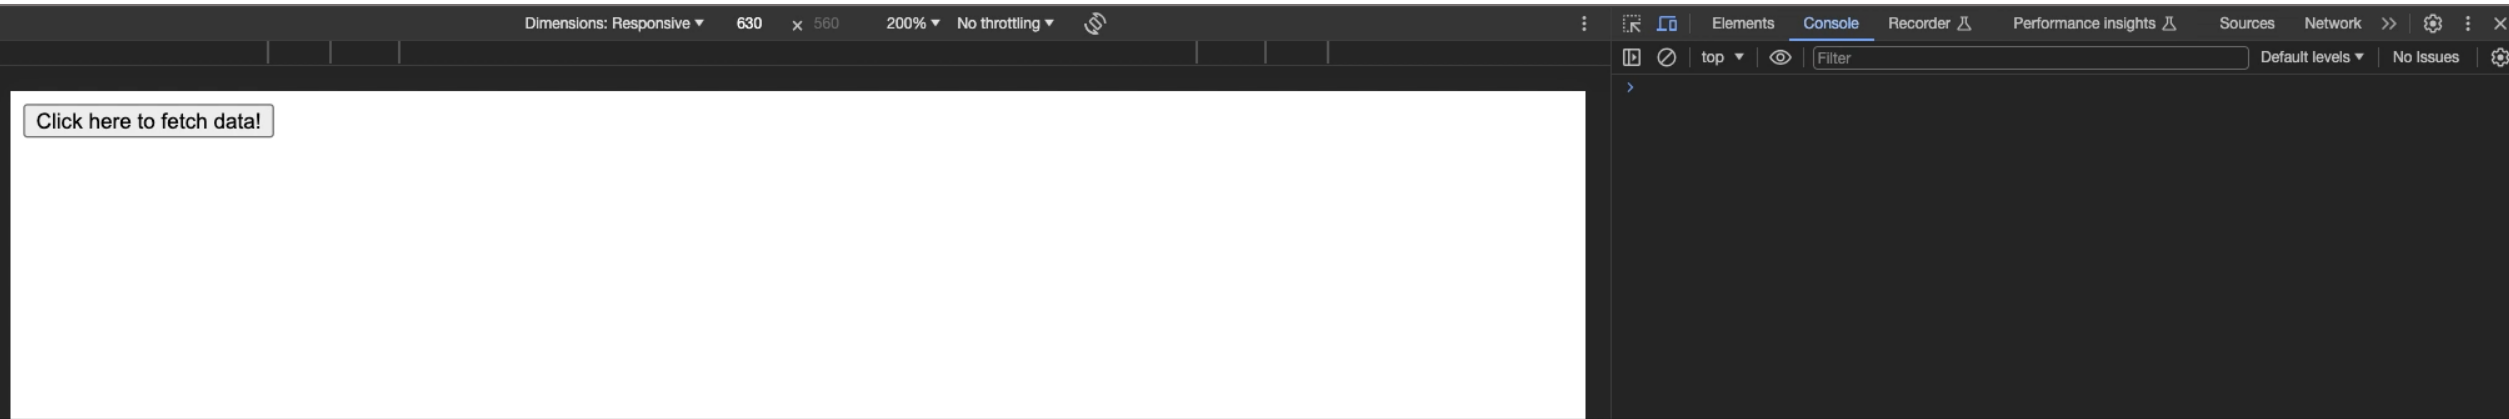 Dimensions: Responsive 630 × 560 200% No throttling
Elements Console Recorder Performance insights Sources Network
top Filter Default levels No Issues
Click here to fetch data!